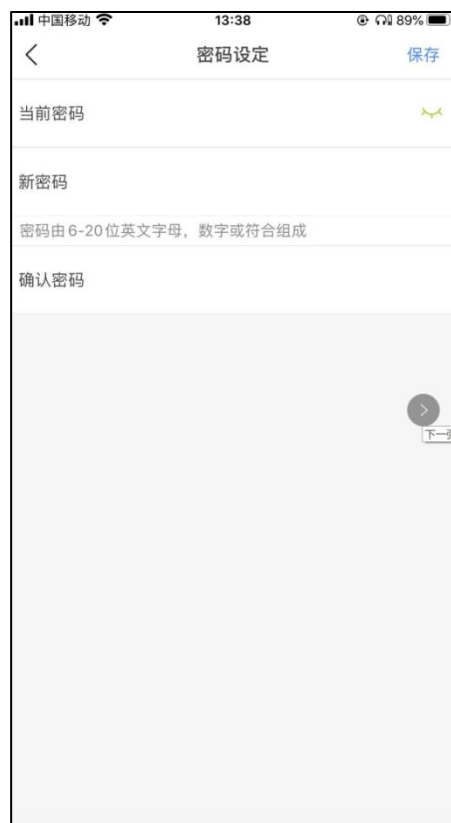 中国移动 13:38 89%
密码设定 保存
当前密码
新密码
密码由6-20位英文字母，数字或符合组成
确认密码
下一